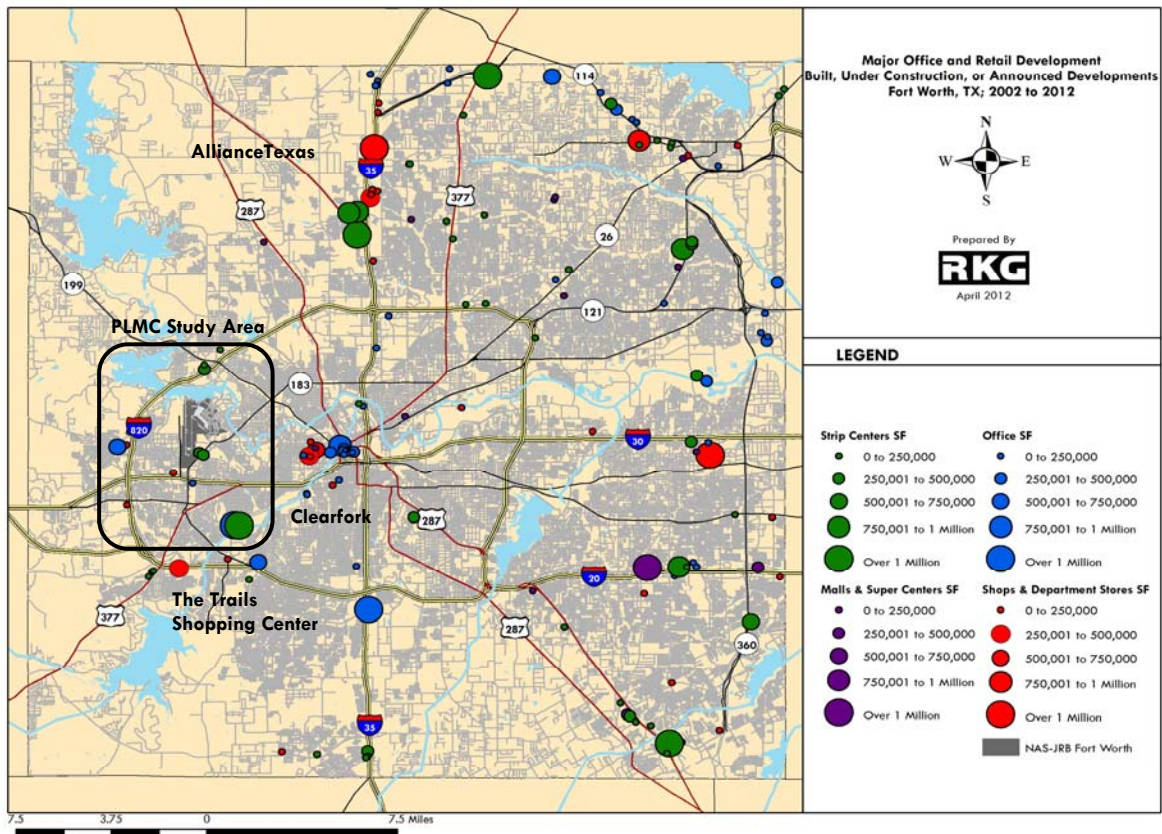 AllianceTexas
PLMC Study Area
Clearfork
The Trails
Shopping Center
114
35
377
287
26
199
121
183
820
30
287
20
377
287
360
35
7.5 3.75 0 7.5 Miles
Major Office and Retail Development
Built, Under Construction, or Announced Developments
Fort Worth, TX; 2002 to 2012
N
W E
S
Prepared By
RKG
April 2012
LEGEND
Strip Centers SF
0 to 250,000
250,001 to 500,000
500,001 to 750,000
750,001 to 1 Million
Over 1 Million
Office SF
0 to 250,000
250,001 to 500,000
500,001 to 750,000
750,001 to 1 Million
Over 1 Million
Malls & Super Centers SF
0 to 250,000
250,001 to 500,000
500,001 to 750,000
750,001 to 1 Million
Over 1 Million
Shops & Department Stores SF
0 to 250,000
250,001 to 500,000
500,001 to 750,000
750,001 to 1 Million
Over 1 Million
NAS-JRB Fort Worth